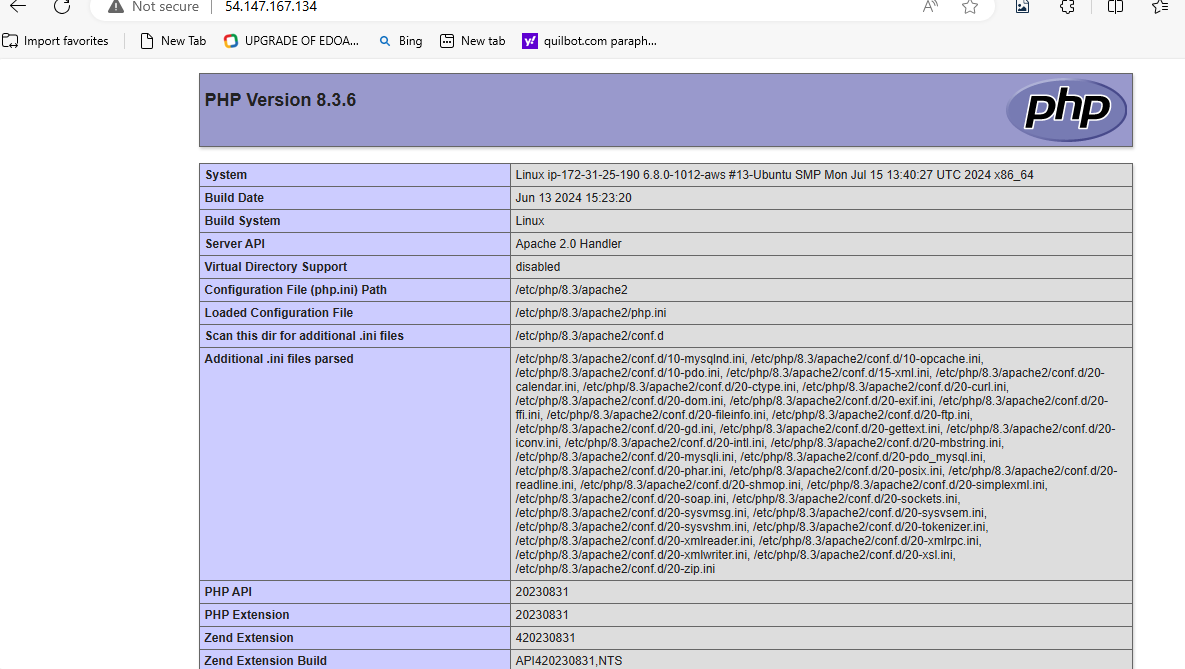 Not secure 54.147.167.134
Import favorites New Tab UPGRADE OF EDOA... Bing New tab y! quilbot.com paraph...
PHP Version 8.3.6 php
System Linux ip-172-31-25-190 6.8.0-1012-aws #13-Ubuntu SMP Mon Jul 15 13:40:27 UTC 2024 x86_64
Build Date Jun 13 2024 15:23:20
Build System Linux
Server API Apache 2.0 Handler
Virtual Directory Support disabled
Configuration File (php.ini) Path /etc/php/8.3/apache2
Loaded Configuration File /etc/php/8.3/apache2/php.ini
Scan this dir for additional .ini files /etc/php/8.3/apache2/conf.d
Additional .ini files parsed /etc/php/8.3/apache2/conf.d/10-mysqlnd.ini, /etc/php/8.3/apache2/conf.d/10-opcache.ini,
/etc/php/8.3/apache2/conf.d/10-pdo.ini, /etc/php/8.3/apache2/conf.d/15-xml.ini, /etc/php/8.3/apache2/conf.d/20-
calendar.ini, /etc/php/8.3/apache2/conf.d/20-ctype.ini, /etc/php/8.3/apache2/conf.d/20-curl.ini,
/etc/php/8.3/apache2/conf.d/20-dom.ini, /etc/php/8.3/apache2/conf.d/20-exif.ini, /etc/php/8.3/apache2/conf.d/20-
ffi.ini, /etc/php/8.3/apache2/conf.d/20-fileinfo.ini, /etc/php/8.3/apache2/conf.d/20-ftp.ini,
/etc/php/8.3/apache2/conf.d/20-gd.ini, /etc/php/8.3/apache2/conf.d/20-gettext.ini, /etc/php/8.3/apache2/conf.d/20-
iconv.ini, /etc/php/8.3/apache2/conf.d/20-intl.ini, /etc/php/8.3/apache2/conf.d/20-mbstring.ini,
/etc/php/8.3/apache2/conf.d/20-mysqli.ini, /etc/php/8.3/apache2/conf.d/20-pdo_mysql.ini,
/etc/php/8.3/apache2/conf.d/20-phar.ini, /etc/php/8.3/apache2/conf.d/20-posix.ini, /etc/php/8.3/apache2/conf.d/20-
readline.ini, /etc/php/8.3/apache2/conf.d/20-shmop.ini, /etc/php/8.3/apache2/conf.d/20-simplexml.ini,
/etc/php/8.3/apache2/conf.d/20-soap.ini, /etc/php/8.3/apache2/conf.d/20-sockets.ini,
/etc/php/8.3/apache2/conf.d/20-sysvmsg.ini, /etc/php/8.3/apache2/conf.d/20-sysvsem.ini,
/etc/php/8.3/apache2/conf.d/20-sysvshm.ini, /etc/php/8.3/apache2/conf.d/20-tokenizer.ini,
/etc/php/8.3/apache2/conf.d/20-xmlreader.ini, /etc/php/8.3/apache2/conf.d/20-xmlrpc.ini,
/etc/php/8.3/apache2/conf.d/20-xmlwriter.ini, /etc/php/8.3/apache2/conf.d/20-xsl.ini,
/etc/php/8.3/apache2/conf.d/20-zip.ini
PHP API 20230831
PHP Extension 20230831
Zend Extension 420230831
Zend Extension Build API420230831,NTS